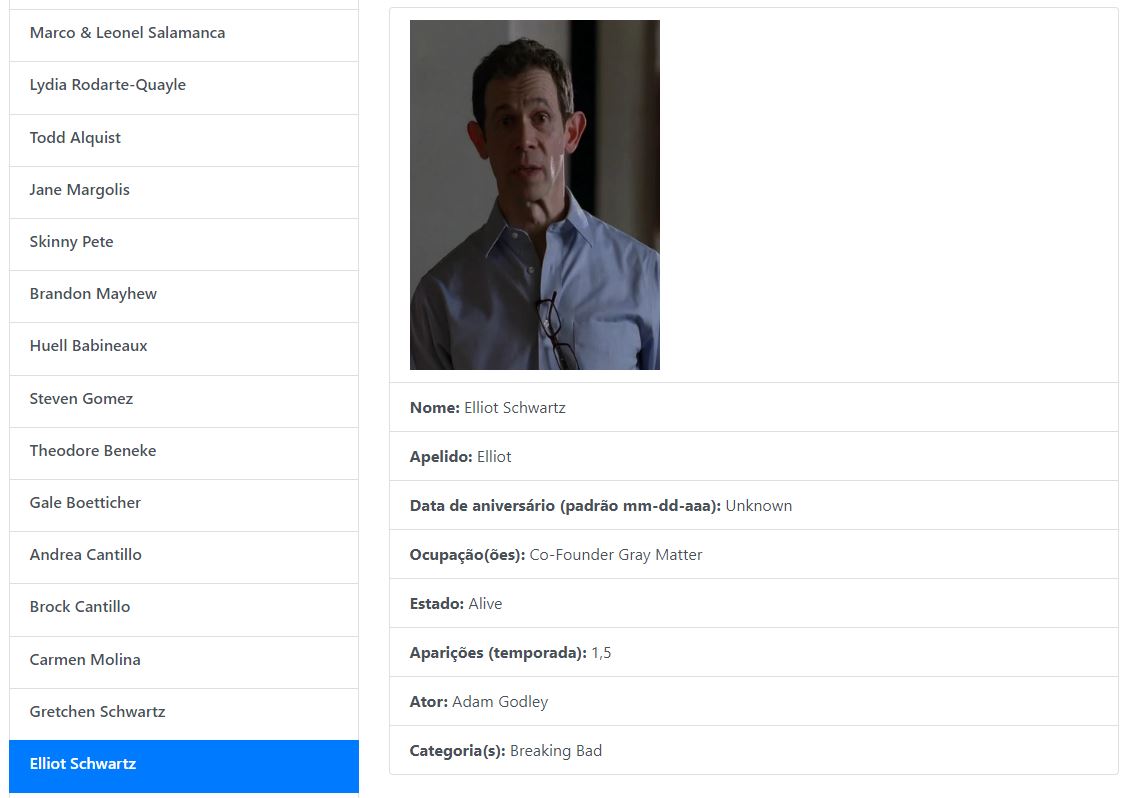 Marco & Leonel Salamanca
Lydia Rodarte-Quayle
Todd Alquist
Jane Margolis
Skinny Pete
Brandon Mayhew
Huell Babineaux
Steven Gomez
Theodore Beneke
Gale Boetticher
Andrea Cantillo
Brock Cantillo
Carmen Molina
Gretchen Schwartz
Elliot Schwartz
Nome: Elliot Schwartz
Apelido: Elliot
Data de aniversário (padrão mm-dd-aaa): Unknown
Ocupação(ões): Co-Founder Gray Matter
Estado: Alive
Aparições (temporada): 1,5
Ator: Adam Godley
Categoria(s): Breaking Bad